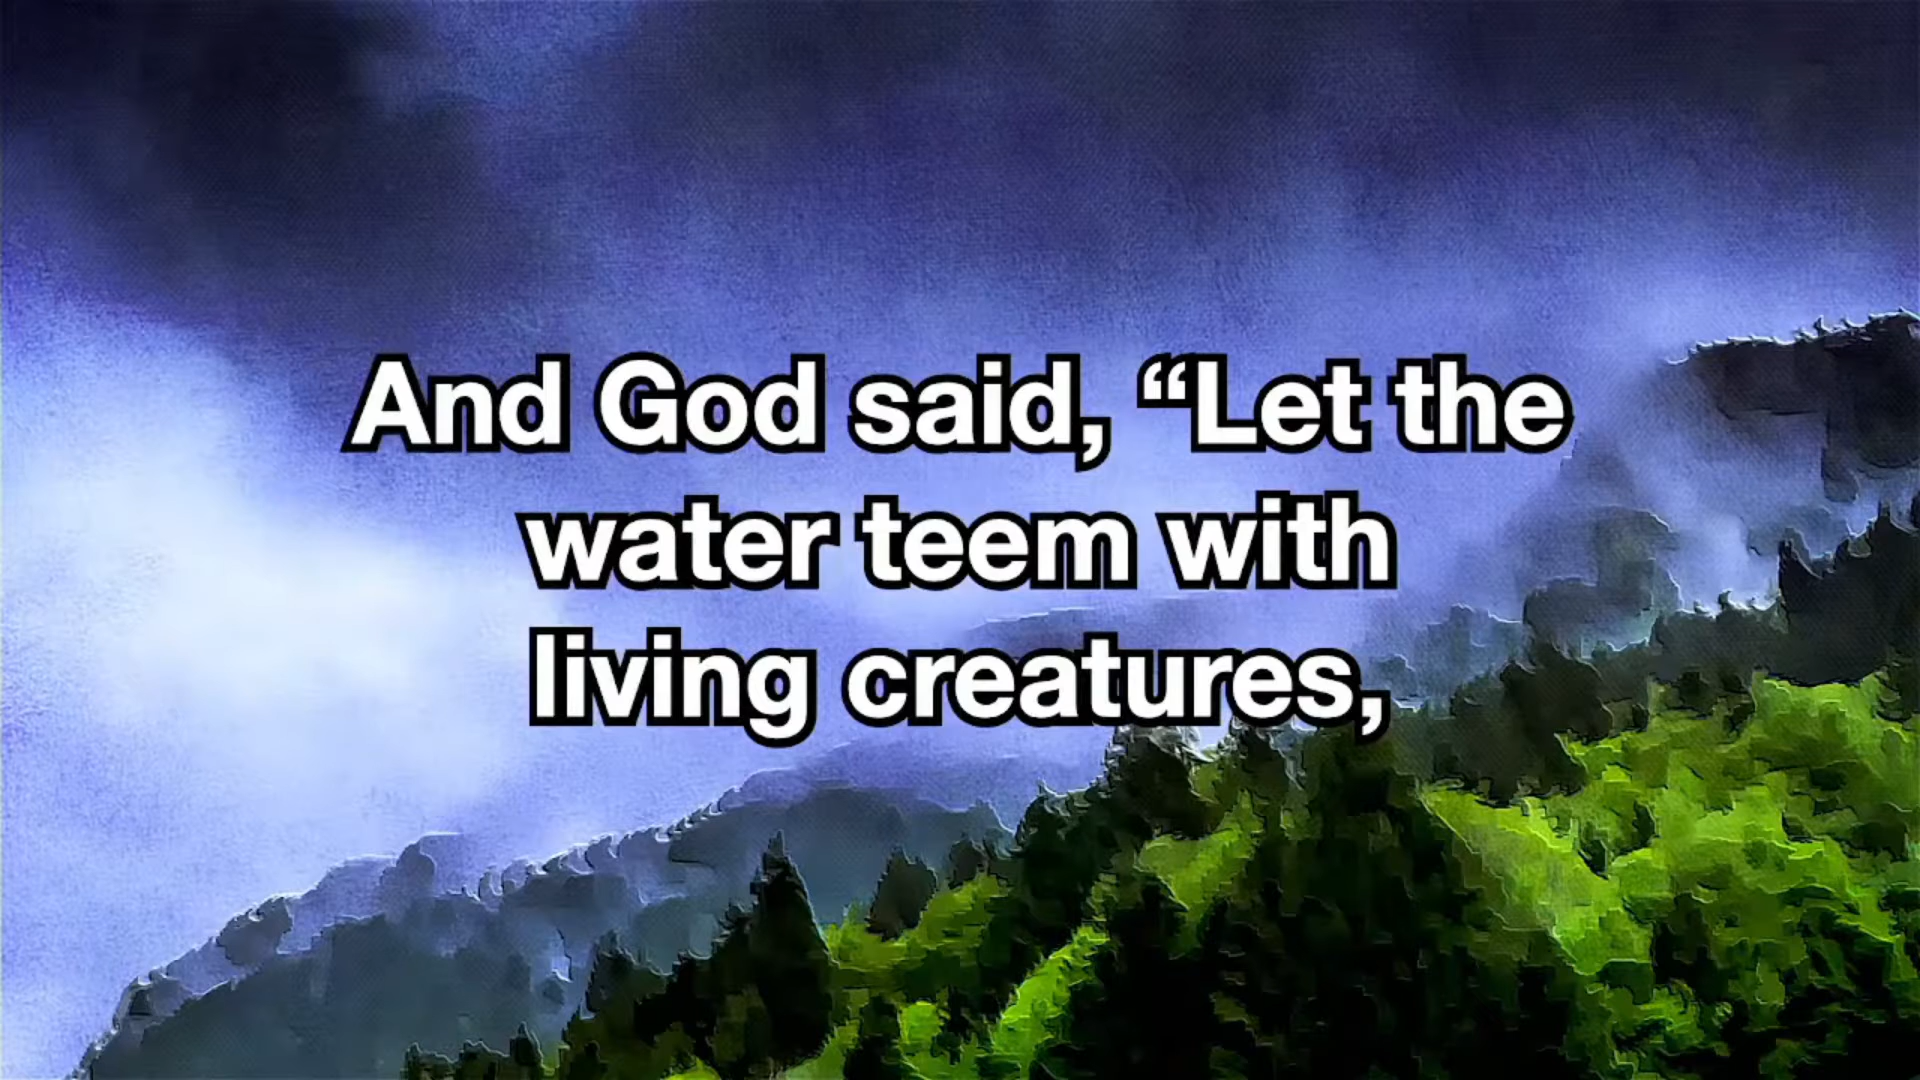 And God said, “Let the
water teem with
living creatures,